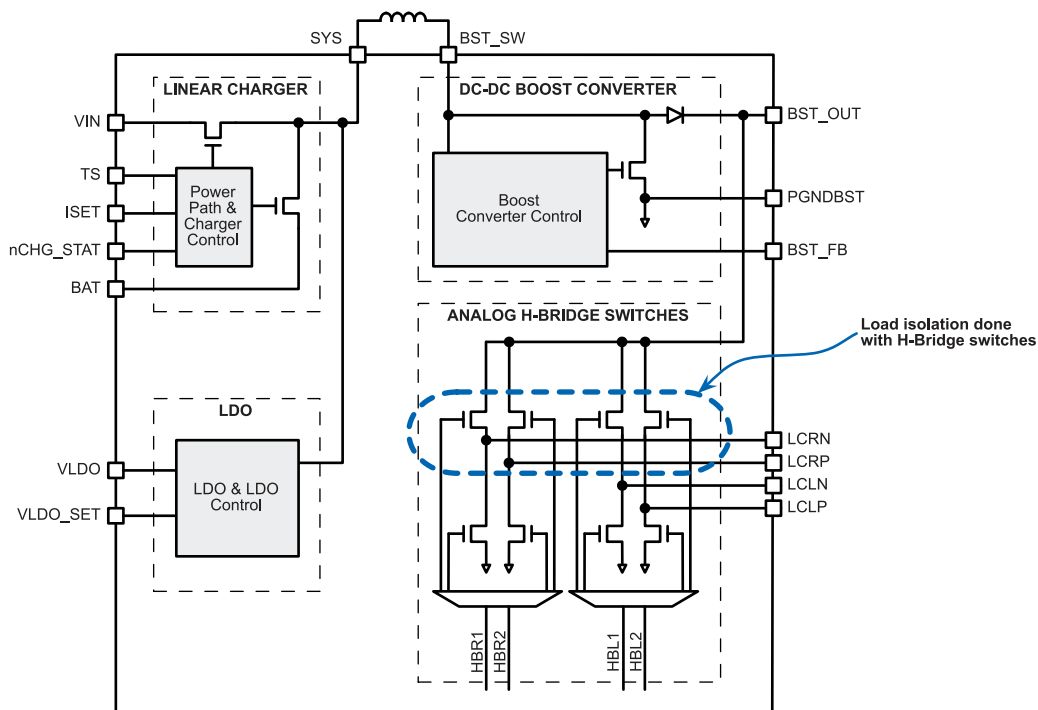 SYS
BST_SW
LINEAR CHARGER
DC-DC BOOST CONVERTER
VIN
BST_OUT
TS
Power
Path &
Charger
Control
Boost
Converter Control
ISET
PGNDBST
nCHG_STAT
BST_FB
BAT
ANALOG H-BRIDGE SWITCHES
Load isolation done
with H-Bridge switches
LDO
LCRN
VLDO
LDO & LDO
Control
LCRP
LCLN
VLDO_SET
LCLP
HBR1
HBR2
HBL1
HBL2